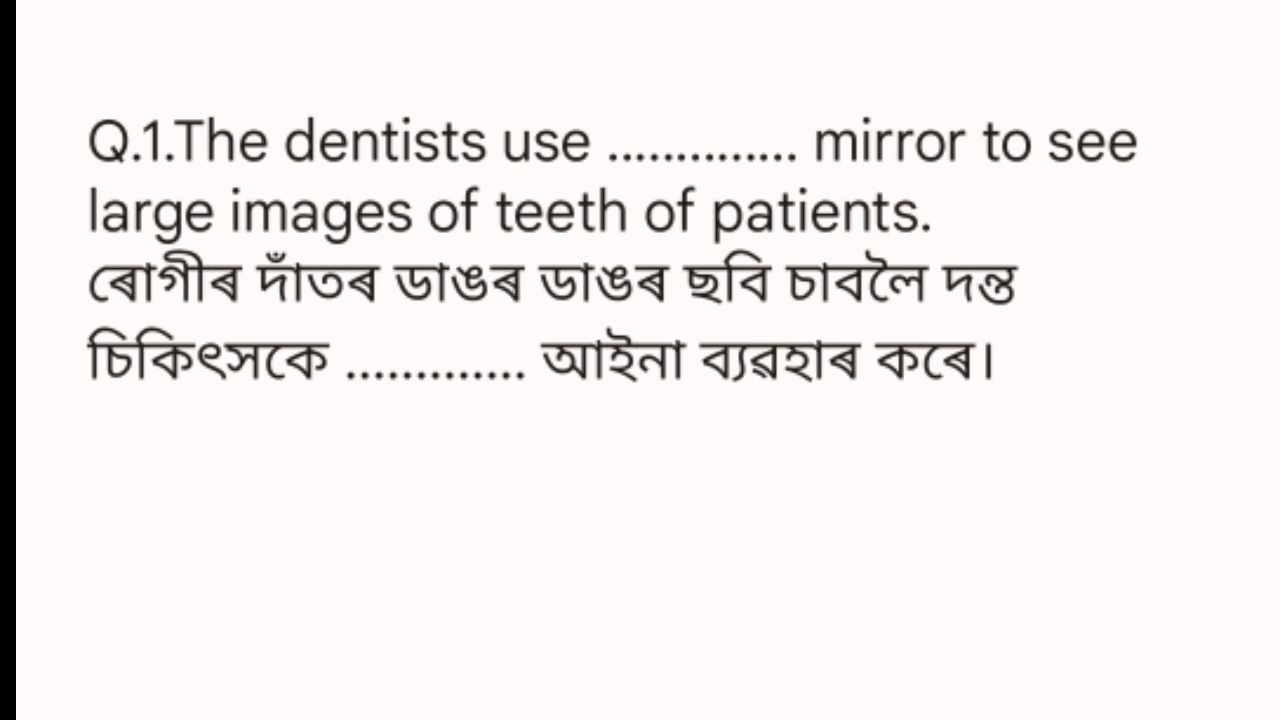 Q.1.The dentists use .............. mirror to see
large images of teeth of patients.
ৰোগীৰ দাঁতৰ ডাঙৰ ডাঙৰ ছবি চাবলৈ দন্ত
চিকিৎসকে ............. আইনা ব্যৱহাৰ কৰে।